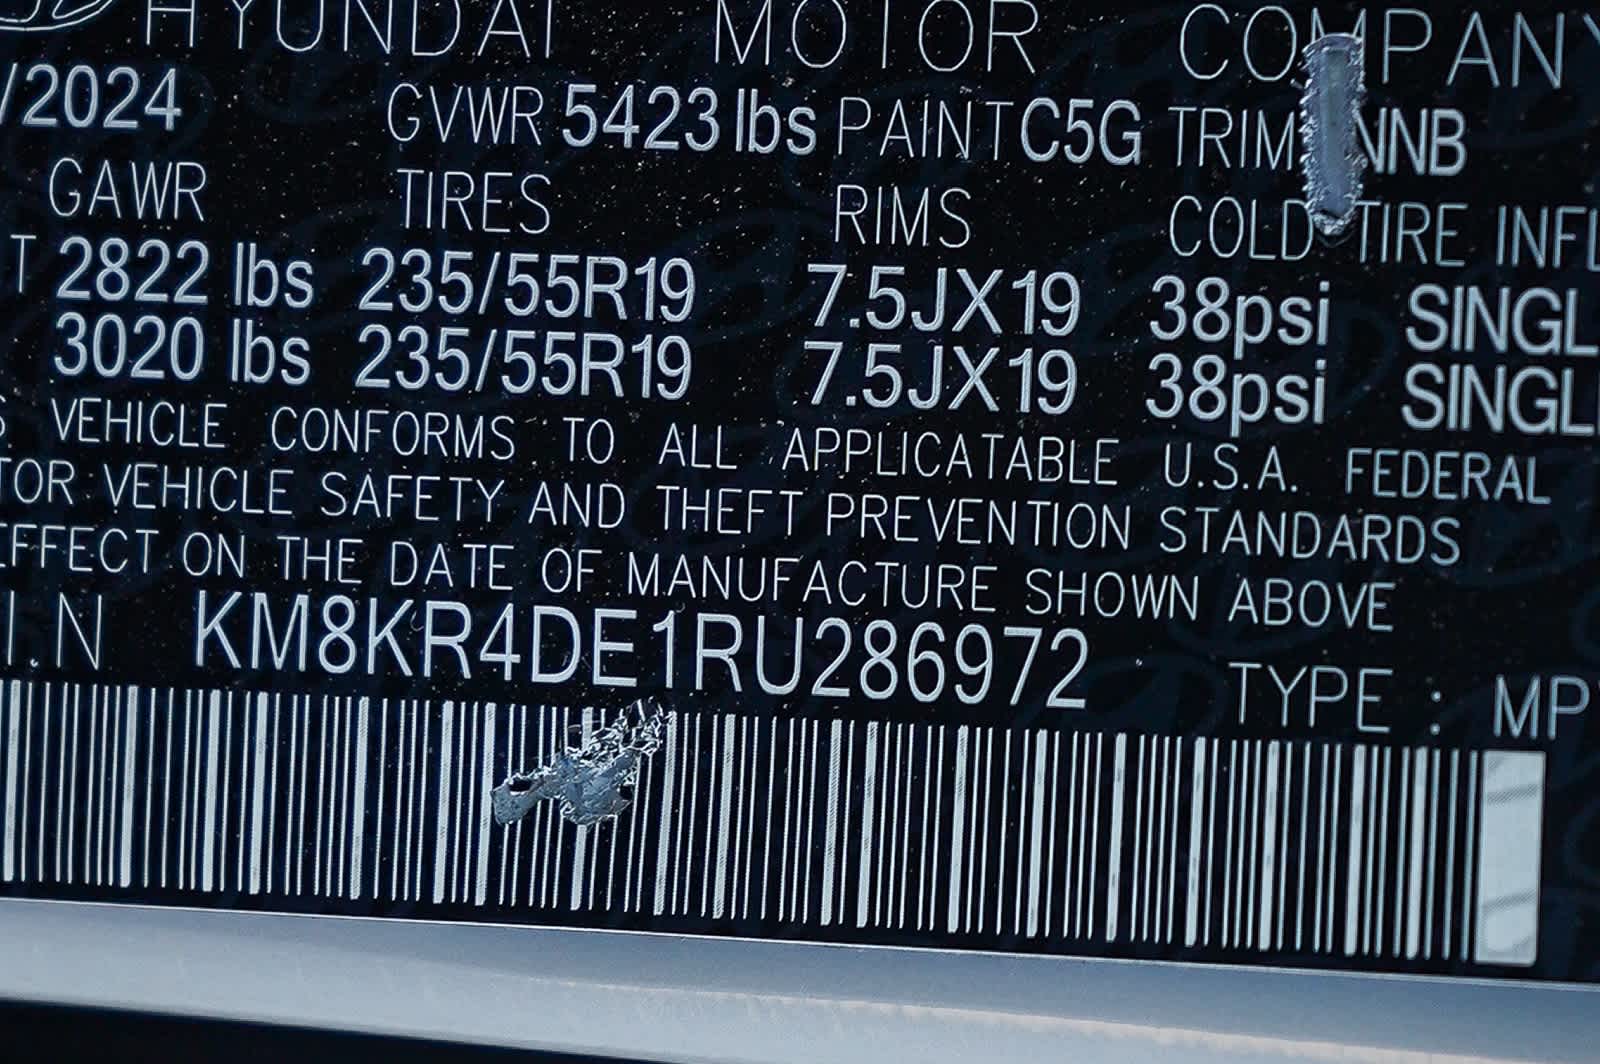 HYUNDAI MOTOR COMPANY
/2024 GVWR 5423 lbs PAINT C5G TRIM NNB
GAWR TIRES RIMS COLD TIRE INFL
T 2822 lbs 235/55R19 7.5JX19 38psi SINGL
3020 lbs 235/55R19 7.5JX19 38psi SINGL
S VEHICLE CONFORMS TO ALL APPLICATABLE U.S.A. FEDERAL
TOR VEHICLE SAFETY AND THEFT PREVENTION STANDARDS
EFFECT ON THE DATE OF MANUFACTURE SHOWN ABOVE
I.N KM8KR4DE1RU286972 TYPE : MP